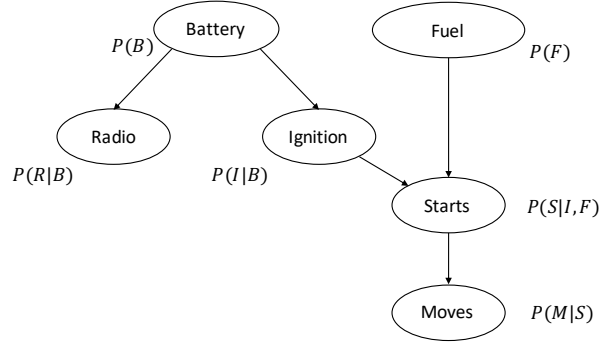 Battery
Fuel
P(B)
P(F)
Radio
Ignition
P(R|B)
P(I|B)
Starts
P(S|I, F)
Moves
P(M|S)